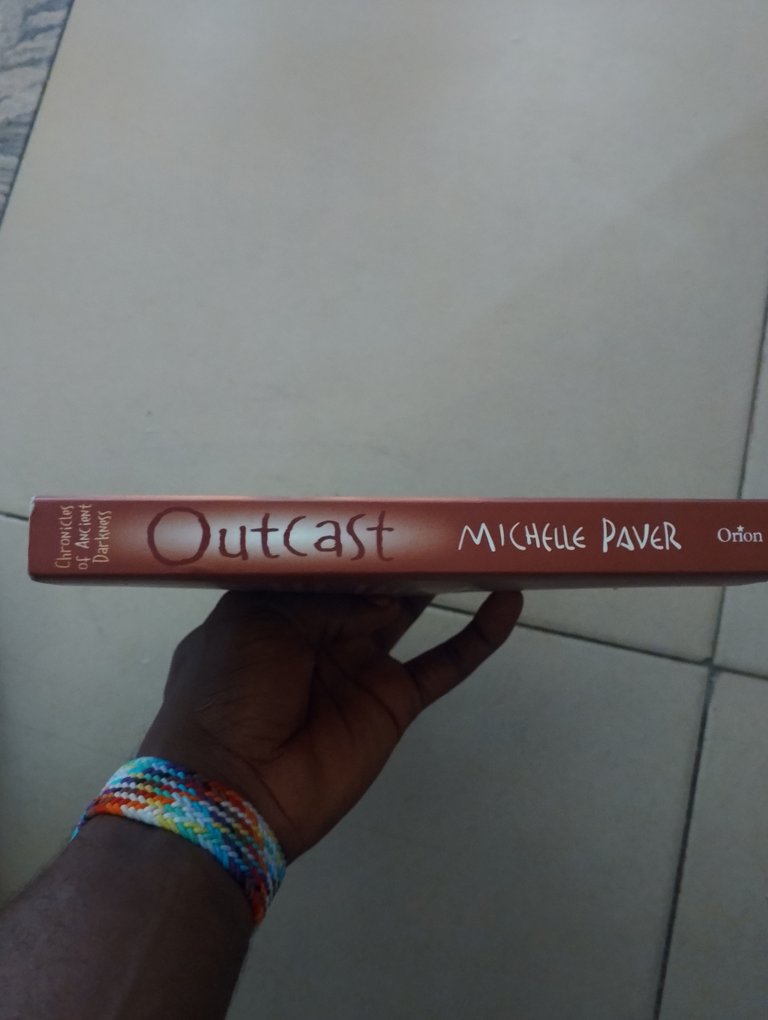 Chronicles
of Ancient
Darkness
Outcast
MICHELLE PAVER
Orion